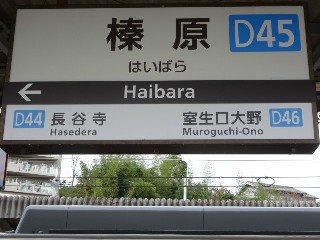 榛原 D45
はいばら
← Haibara
D44 長谷寺 室生口大野 D46
Hasedera Muroguchi-Ono